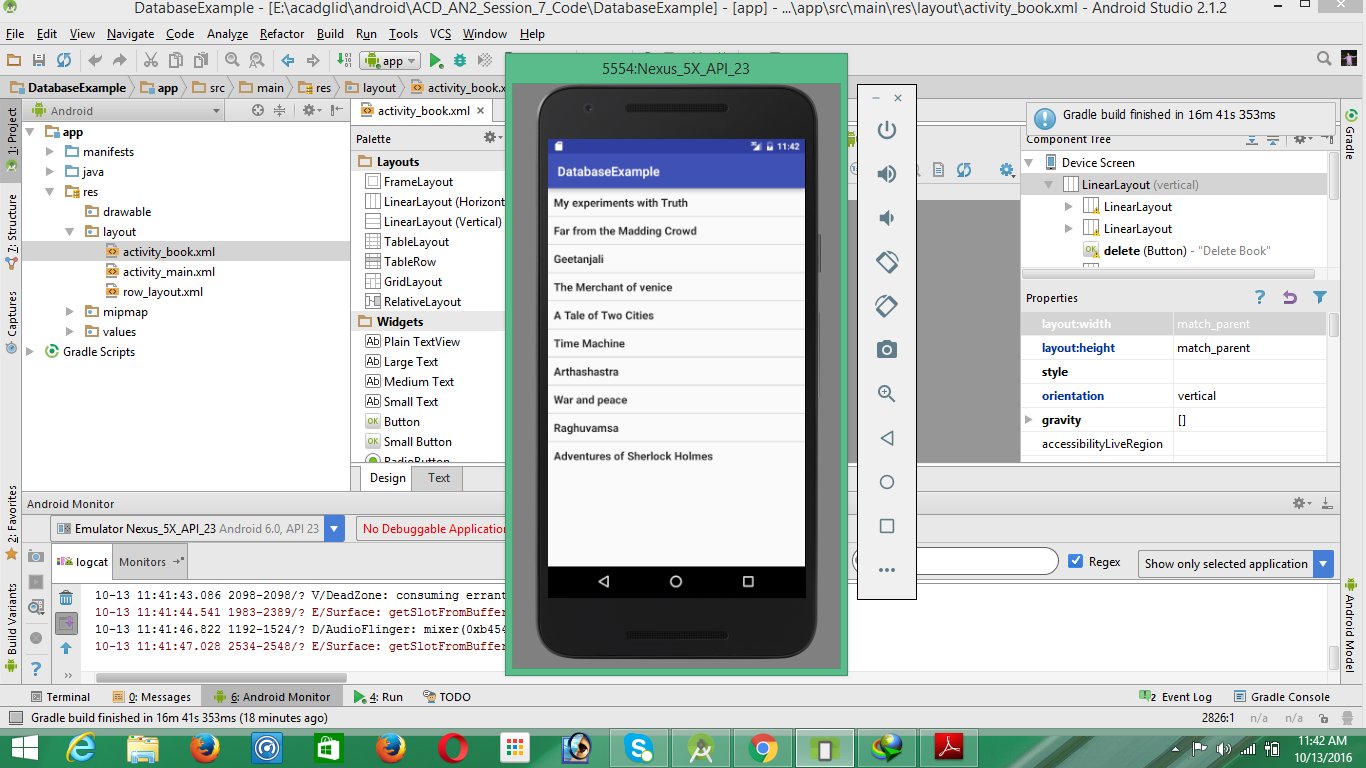 DatabaseExample - [E:\acadglid\android\ACD_AN2_Session_7_Code\DatabaseExample] - [app] - ...\app\src\main\res\layout\activity_book.xml - Android Studio 2.1.2
File Edit View Navigate Code Analyze Refactor Build Run Tools VCS Window Help
app
DatabaseExample app src main res layout activity_book.x
1: Project
7: Structure
Captures
2: Favorites
Build Variants
Android
app
manifests
java
res
drawable
layout
activity_book.xml
activity_main.xml
row_layout.xml
mipmap
values
Gradle Scripts
activity_book.xml
Palette
Layouts
FrameLayout
LinearLayout (Horizont
LinearLayout (Vertical)
TableLayout
TableRow
GridLayout
RelativeLayout
Widgets
Ab Plain TextView
Ab Large Text
Ab Medium Text
Ab Small Text
OK Button
OK Small Button
RadioButton
Design Text
5554:Nexus_5X_API_23
11:42
DatabaseExample
My experiments with Truth
Far from the Madding Crowd
Geetanjali
The Merchant of venice
A Tale of Two Cities
Time Machine
Arthashastra
War and peace
Raghuvamsa
Adventures of Sherlock Holmes
Gradle build finished in 16m 41s 353ms
Component Tree
Device Screen
LinearLayout (vertical)
LinearLayout
LinearLayout
OK delete (Button) - "Delete Book"
Properties
layout:width match_parent
layout:height match_parent
style
orientation vertical
gravity []
accessibilityLiveRegion
Gradle
Android Model
Android Monitor
Emulator Nexus_5X_API_23 Android 6.0, API 23
No Debuggable Application
logcat Monitors
Regex
Show only selected application
10-13 11:41:43.086 2098-2098/? V/DeadZone: consuming errant
10-13 11:41:44.541 1983-2389/? E/Surface: getSlotFromBuffer
10-13 11:41:46.822 1192-1524/? D/AudioFlinger: mixer(0xb454
10-13 11:41:47.028 2534-2548/? E/Surface: getSlotFromBuffer
Terminal 0: Messages 6: Android Monitor 4: Run TODO 2 Event Log Gradle Console
Gradle build finished in 16m 41s 353ms (18 minutes ago) 2826:1 n/a n/a
11:42 AM
10/13/2016